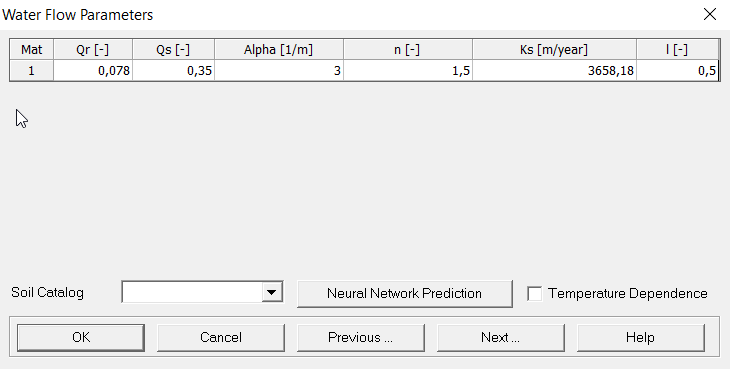 Water Flow Parameters
Mat Qr [-] Qs [-] Alpha [1/m] n [-] Ks [m/year] l [-]
1 0,078 0,35 3 1,5 3658,18 0,5
Soil Catalog Neural Network Prediction Temperature Dependence
OK Cancel Previous ... Next ... Help